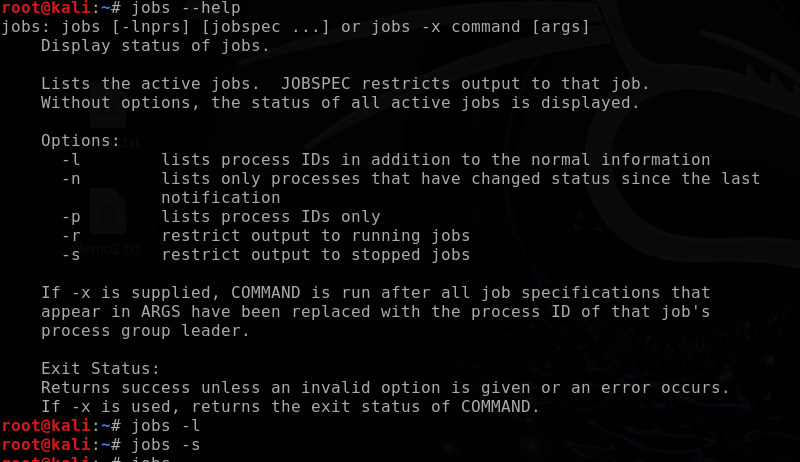 root@kali:~# jobs --help
jobs: jobs [-lnprs] [jobspec ...] or jobs -x command [args]
    Display status of jobs.

    Lists the active jobs.  JOBSPEC restricts output to that job.
    Without options, the status of all active jobs is displayed.

    Options:
      -l        lists process IDs in addition to the normal information
      -n        lists only processes that have changed status since the last
                notification
      -p        lists process IDs only
      -r        restrict output to running jobs
      -s        restrict output to stopped jobs

    If -x is supplied, COMMAND is run after all job specifications that
    appear in ARGS have been replaced with the process ID of that job's
    process group leader.

    Exit Status:
    Returns success unless an invalid option is given or an error occurs.
    If -x is used, returns the exit status of COMMAND.
root@kali:~# jobs -l
root@kali:~# jobs -s
root@kali:~# jobs